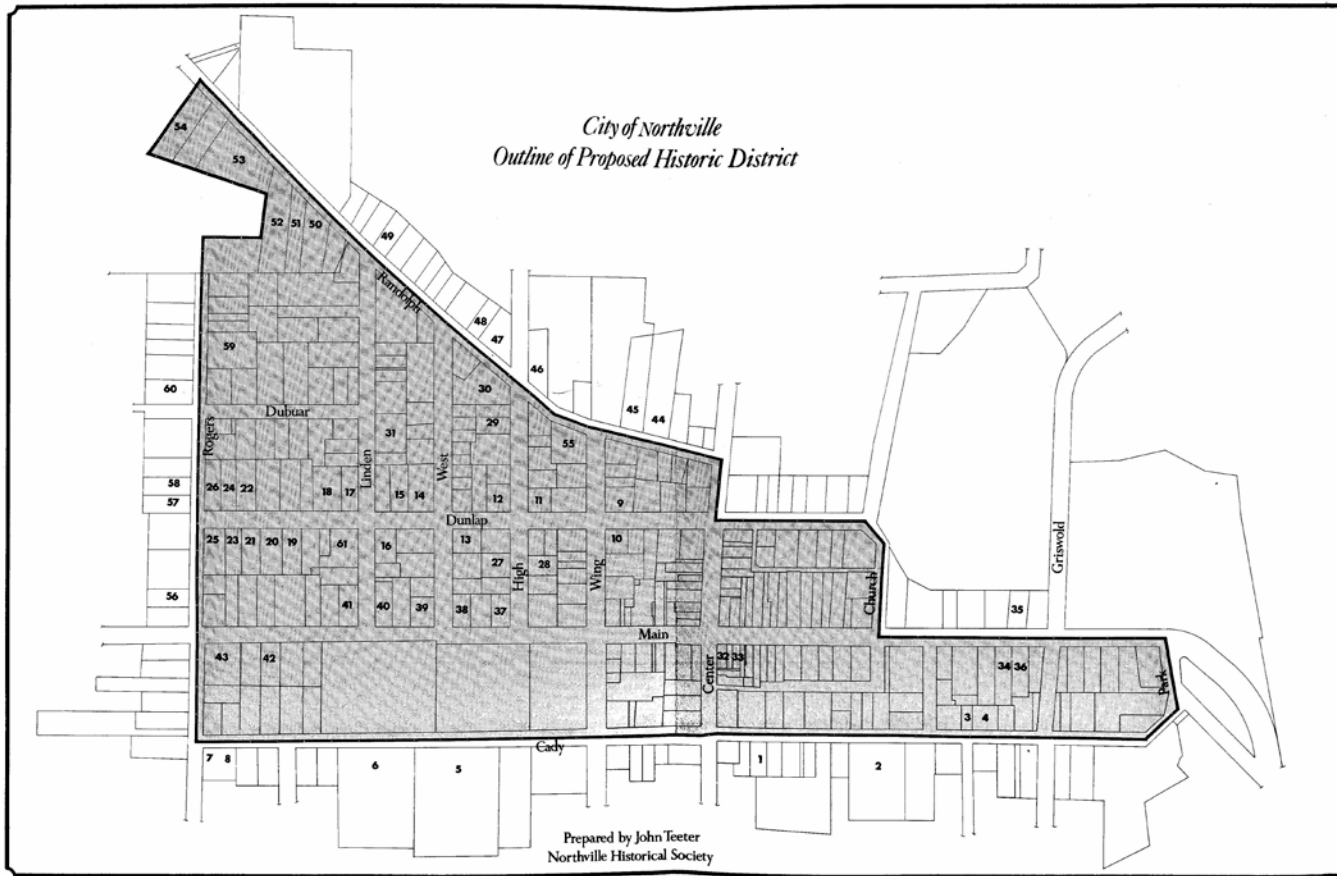 City of Northville
Outline of Proposed Historic District
54
53
52 51 50
49
Randolph
48
47
46
45 44
59
60
30
Dubuar
29
31
55
Rogers
Linden
West
58
57
26 24 22
18 17
15 14
12
11
9
Dunlap
25 23 21 20 19
61
16
13
10
27
28
High
Wing
Griswold
56
41
40
39
38
37
Church
35
Main
43 42
32 33
Center
34 36
Park
3 4
Cady
7 8
6
5
1
2
Prepared by John Teeter
Northville Historical Society